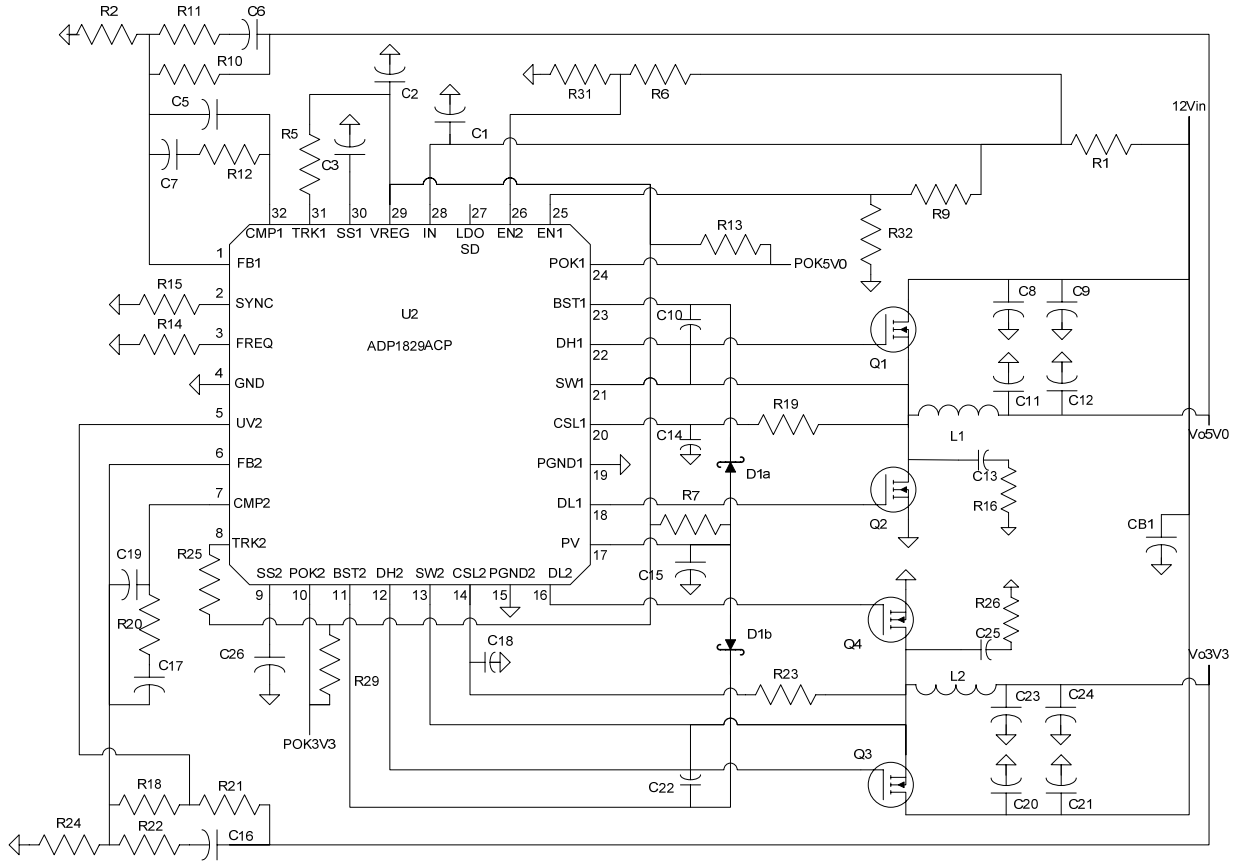 R2
R11
C6
R10
C2
R31
R6
C5
C1
12Vin
R5
C3
R1
C7
R12
R9
32
31
30
29
28
27
26
25
CMP1
TRK1
SS1
VREG
IN
LDO
SD
EN2
EN1
R13
R32
1
FB1
POK1
24
POK5V0
R15
2
SYNC
BST1
23
C10
C8
C9
U2
ADP1829ACP
R14
3
FREQ
DH1
22
Q1
4
GND
SW1
21
C11
C12
5
UV2
CSL1
20
R19
C14
L1
Vo5V0
6
FB2
PGND1
19
D1a
C13
7
CMP2
DL1
18
R7
Q2
R16
CB1
8
TRK2
PV
17
C15
R25
C19
SS2
POK2
BST2
DH2
SW2
CSL2
PGND2
DL2
9
10
11
12
13
14
15
16
R20
C26
C18
D1b
Q4
R26
C25
C17
R29
R23
L2
Vo3V3
C23
C24
POK3V3
Q3
C22
R18
R21
C20
C21
R24
R22
C16